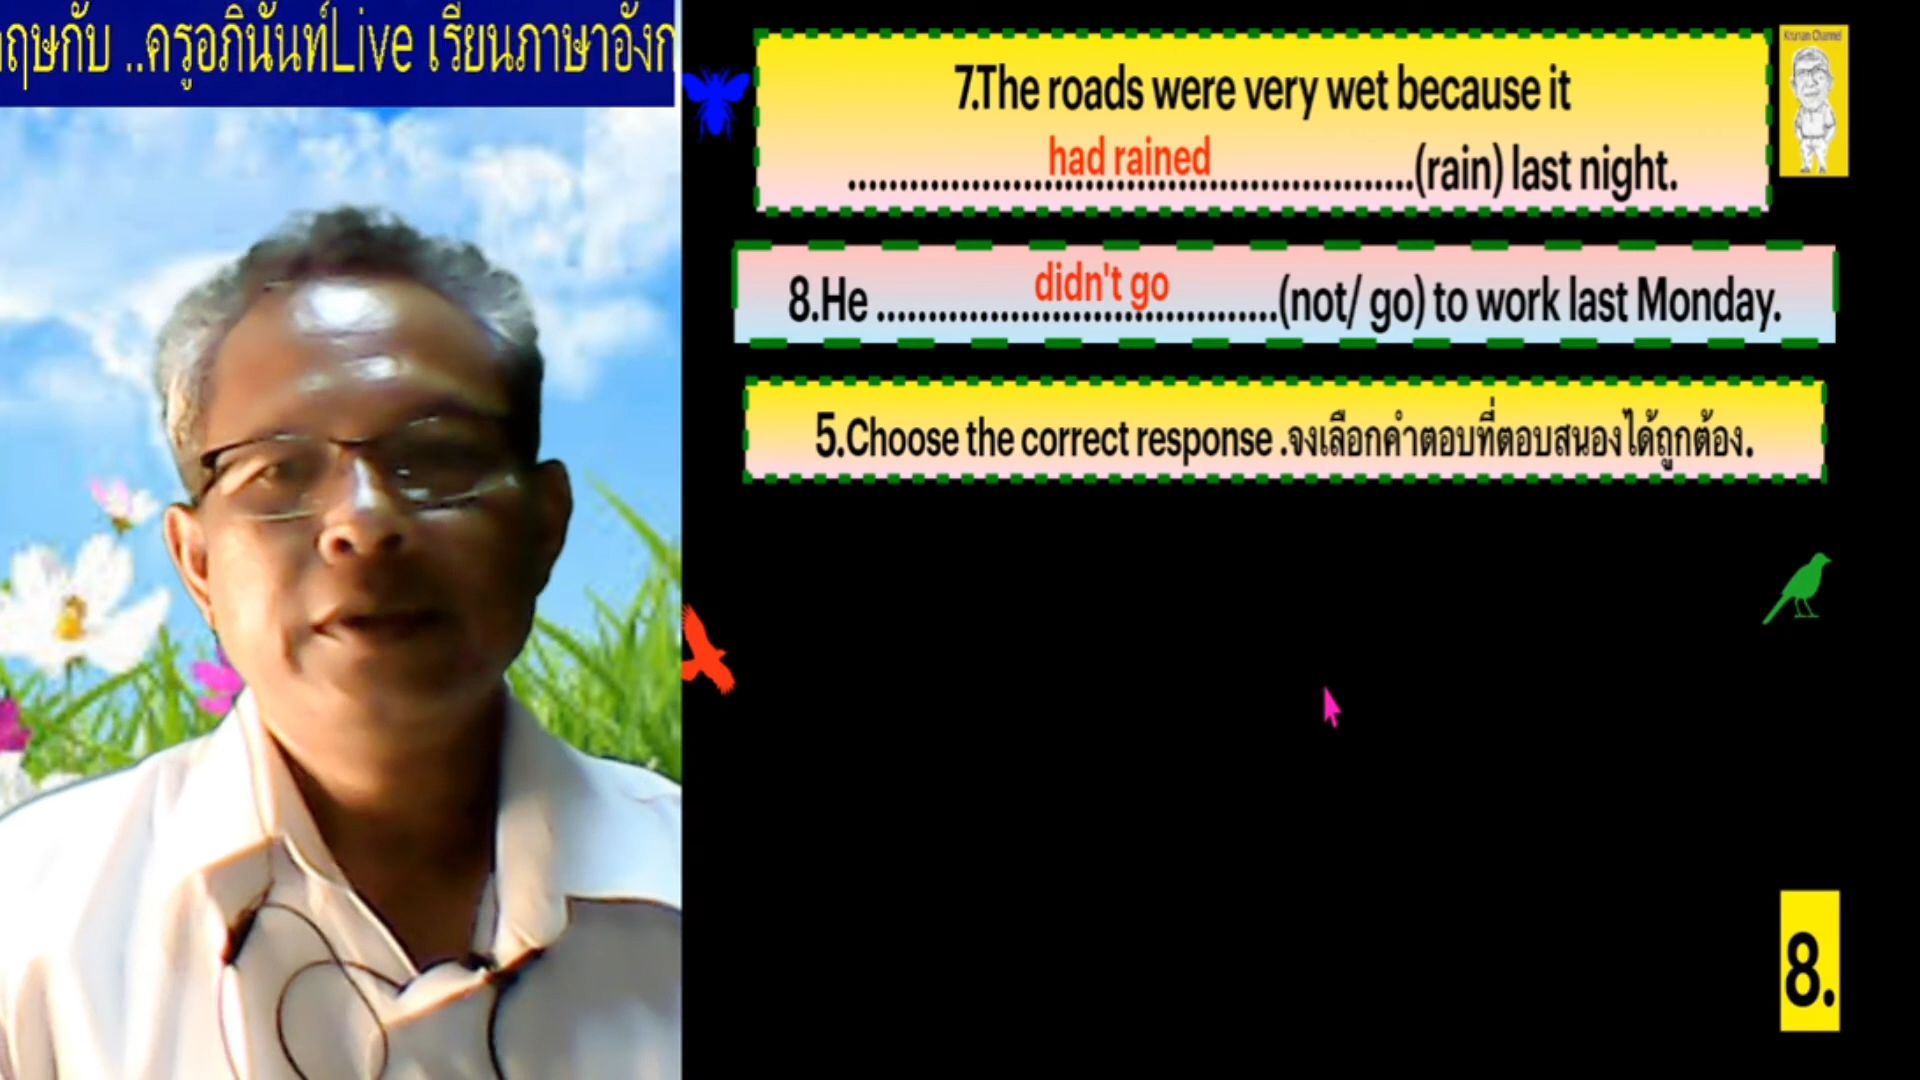 กฤษกับ ..ครูอภินันท์Live เรียนภาษาอังก
Krunan Channel
7.The roads were very wet because it
had rained
....................................................(rain) last night.
didn't go
8.He ......................................(not/ go) to work last Monday.
5.Choose the correct response .จงเลือกคำตอบที่ตอบสนองได้ถูกต้อง.
8.